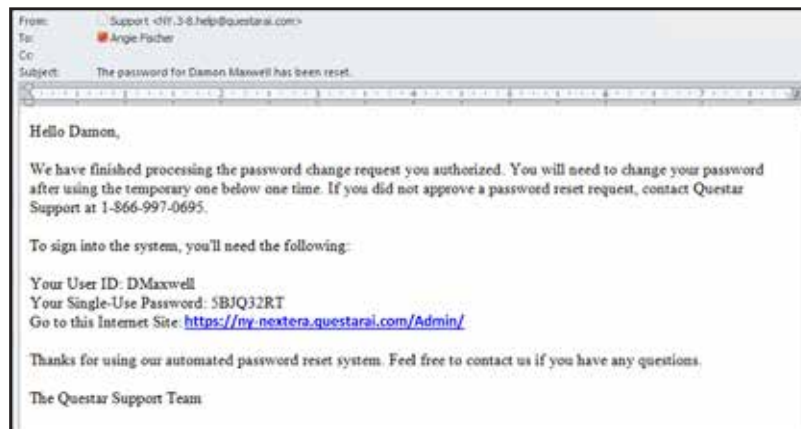 From: Support <NY.3-8.help@questarai.com>
To: Angie Fischer
Cc
Subject: The password for Damon Maxwell has been reset.
Hello Damon,
We have finished processing the password change request you authorized. You will need to change your password
after using the temporary one below one time. If you did not approve a password reset request, contact Questar
Support at 1-866-997-0695.
To sign into the system, you'll need the following:
Your User ID: DMaxwell
Your Single-Use Password: 5BJQ32RT
Go to this Internet Site: https://ny-nextera.questarai.com/Admin/
Thanks for using our automated password reset system. Feel free to contact us if you have any questions.
The Questar Support Team